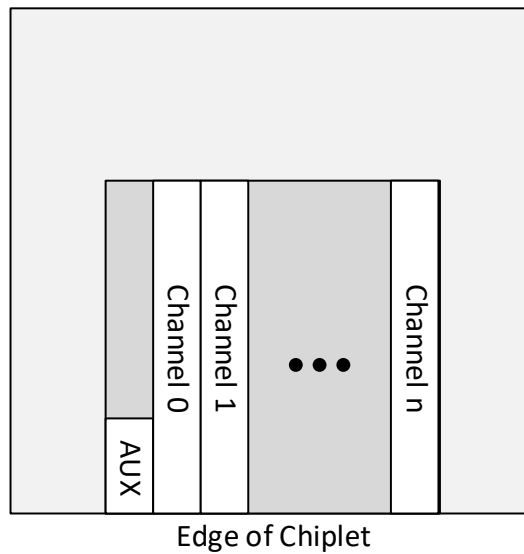 AUX
Channel 0
Channel 1
•••
Channel n
Edge of Chiplet